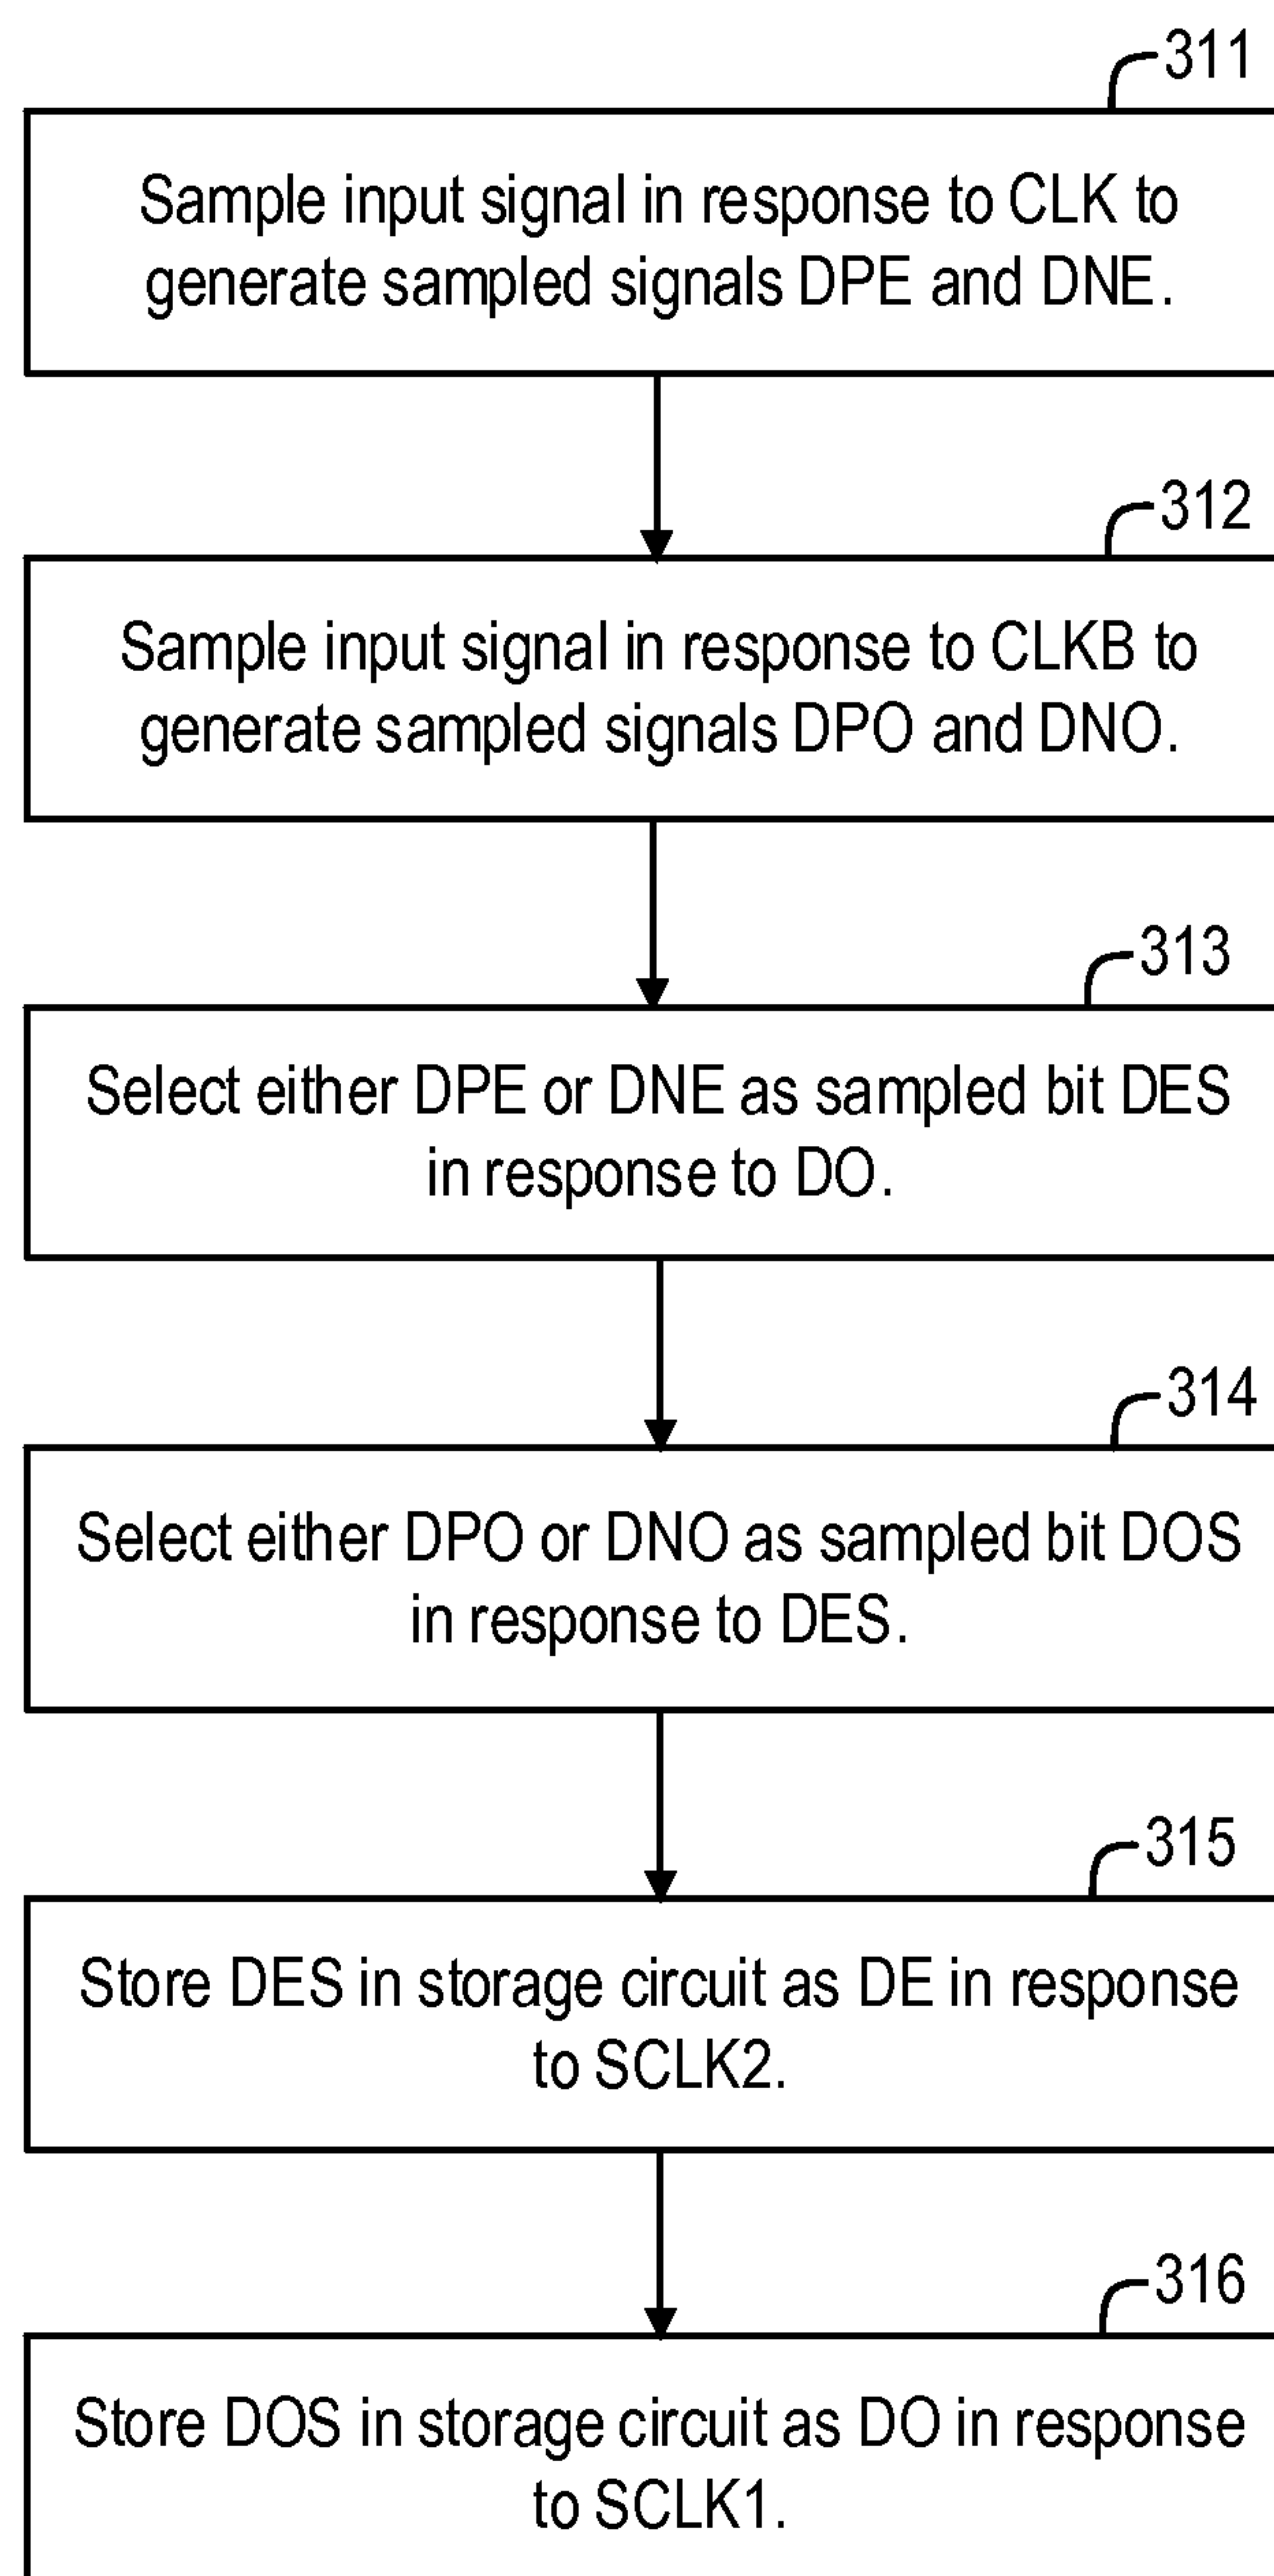 311
Sample input signal in response to CLK to
generate sampled signals DPE and DNE.
312
Sample input signal in response to CLKB to
generate sampled signals DPO and DNO.
313
Select either DPE or DNE as sampled bit DES
in response to DO.
314
Select either DPO or DNO as sampled bit DOS
in response to DES.
315
Store DES in storage circuit as DE in response
to SCLK2.
316
Store DOS in storage circuit as DO in response
to SCLK1.